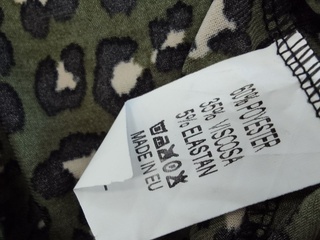 60% POLYESTER
35% VISCOSA
5% ELASTAN
MADE IN EU